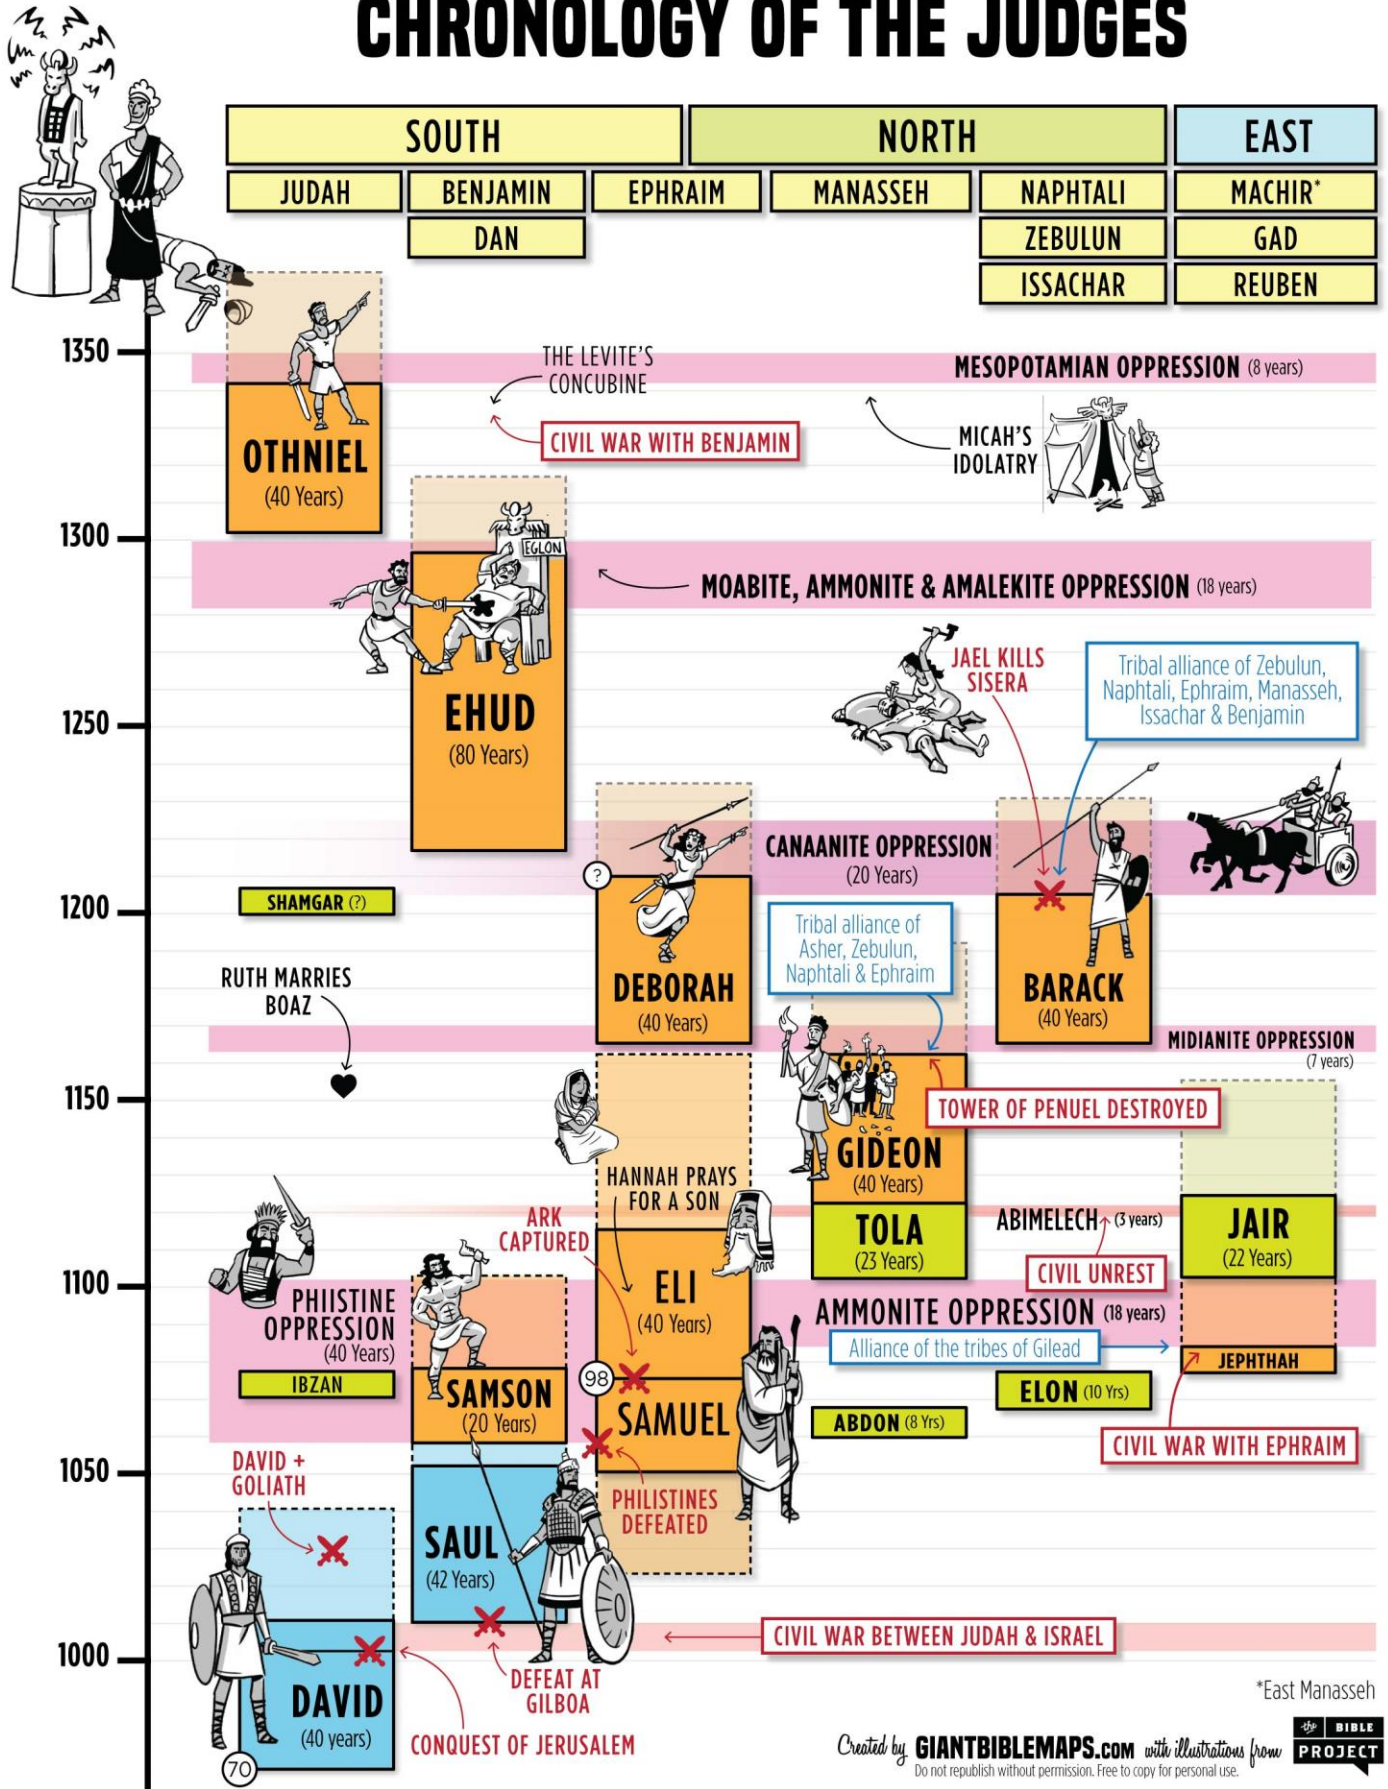 CHRONOLOGY OF THE JUDGES
SOUTH
NORTH
EAST
JUDAH
BENJAMIN
EPHRAIM
MANASSEH
NAPHTALI
MACHIR*
DAN
ZEBULUN
GAD
ISSACHAR
REUBEN
1350
THE LEVITE'S
CONCUBINE
MESOPOTAMIAN OPPRESSION (8 years)
CIVIL WAR WITH BENJAMIN
MICAH'S
IDOLATRY
OTHNIEL
(40 Years)
1300
EGLON
MOABITE, AMMONITE & AMALEKITE OPPRESSION (18 years)
EHUD
(80 Years)
JAEL KILLS
SISERA
Tribal alliance of Zebulun,
Naphtali, Ephraim, Manasseh,
Issachar & Benjamin
1250
CANAANITE OPPRESSION
(20 Years)
?
SHAMGAR (?)
1200
Tribal alliance of
Asher, Zebulun,
Naphtali & Ephraim
RUTH MARRIES
BOAZ
DEBORAH
(40 Years)
BARACK
(40 Years)
MIDIANITE OPPRESSION
(7 years)
1150
TOWER OF PENUEL DESTROYED
GIDEON
(40 Years)
HANNAH PRAYS
FOR A SON
ARK
CAPTURED
TOLA
(23 Years)
ABIMELECH (3 years)
JAIR
(22 Years)
CIVIL UNREST
1100
PHIISTINE
OPPRESSION
(40 Years)
ELI
(40 Years)
AMMONITE OPPRESSION (18 years)
Alliance of the tribes of Gilead
JEPHTHAH
IBZAN
SAMSON
(20 Years)
98
SAMUEL
ELON (10 Yrs)
ABDON (8 Yrs)
CIVIL WAR WITH EPHRAIM
1050
DAVID +
GOLIATH
PHILISTINES
DEFEATED
SAUL
(42 Years)
CIVIL WAR BETWEEN JUDAH & ISRAEL
1000
DEFEAT AT
GILBOA
DAVID
(40 years)
CONQUEST OF JERUSALEM
70
*East Manasseh
Created by GIANTBIBLEMAPS.COM with illustrations from the BIBLE PROJECT
Do not republish without permission. Free to copy for personal use.